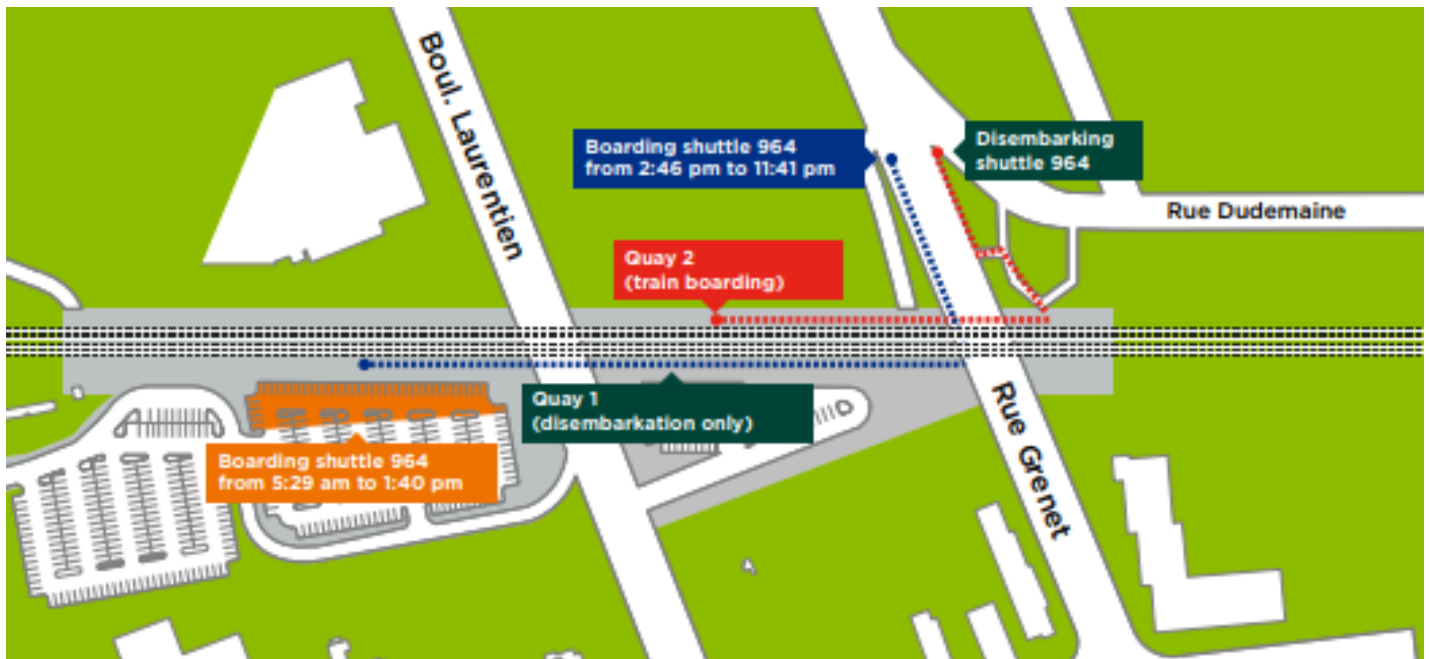 Boul. Laurentien
Boarding shuttle 964
from 2:46 pm to 11:41 pm
Disembarking
shuttle 964
Rue Dudemaine
Quay 2
(train boarding)
Quay 1
(disembarkation only)
Boarding shuttle 964
from 5:29 am to 1:40 pm
Rue Grenet